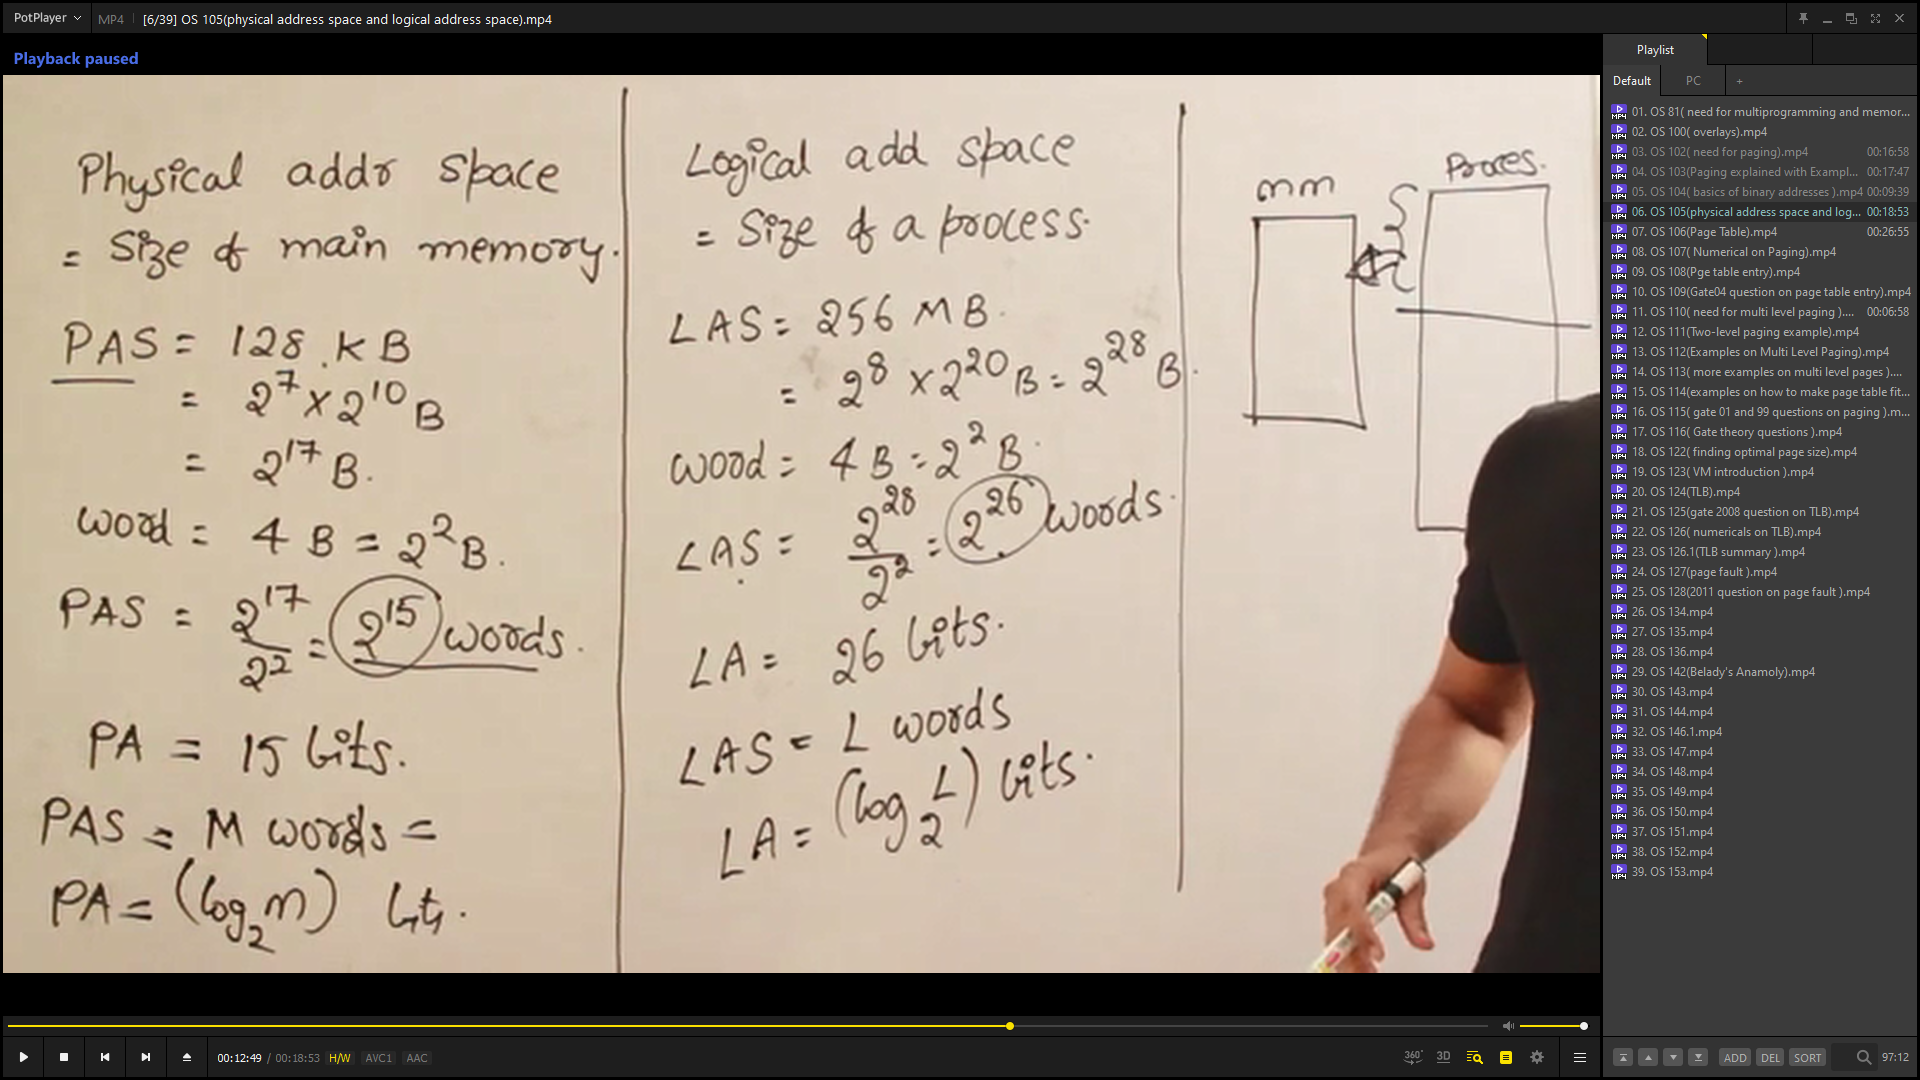 PotPlayer
MP4
[6/39] OS 105(physical address space and logical address space).mp4
Playback paused
Physical addr space
= Size of main memory.
PAS = 128 KB
= 2^7 × 2^10 B
= 2^17 B.
word = 4 B = 2^2 B.
PAS = 2^17 / 2^2 = 2^15 words.
PA = 15 bits.
PAS = M words =
PA = (log₂ m) bits.
Logical add space
= Size of a process.
LAS = 256 MB.
= 2^8 × 2^20 B = 2^28 B.
word = 4 B = 2^2 B.
LAS = 2^28 / 2^2 = 2^26 words.
LA = 26 bits.
LAS = L words
LA = (log₂ L) bits.
mm
Proces.
00:12:49 / 00:18:53 H/W AVC1 AAC
360° 3D
Playlist
Default PC +
01. OS 81( need for multiprogramming and memor...
02. OS 100( overlays).mp4
03. OS 102( need for paging).mp4 00:16:58
04. OS 103(Paging explained with Exampl... 00:17:47
05. OS 104( basics of binary addresses ).mp4 00:09:39
06. OS 105(physical address space and log... 00:18:53
07. OS 106(Page Table).mp4 00:26:55
08. OS 107( Numerical on Paging).mp4
09. OS 108(Pge table entry).mp4
10. OS 109(Gate04 question on page table entry).mp4
11. OS 110( need for multi level paging ).... 00:06:58
12. OS 111(Two-level paging example).mp4
13. OS 112(Examples on Multi Level Paging).mp4
14. OS 113( more examples on multi level pages )....
15. OS 114(examples on how to make page table fit...
16. OS 115( gate 01 and 99 questions on paging ).m...
17. OS 116( Gate theory questions ).mp4
18. OS 122( finding optimal page size).mp4
19. OS 123( VM introduction ).mp4
20. OS 124(TLB).mp4
21. OS 125(gate 2008 question on TLB).mp4
22. OS 126( numericals on TLB).mp4
23. OS 126.1(TLB summary ).mp4
24. OS 127(page fault ).mp4
25. OS 128(2011 question on page fault ).mp4
26. OS 134.mp4
27. OS 135.mp4
28. OS 136.mp4
29. OS 142(Belady's Anamoly).mp4
30. OS 143.mp4
31. OS 144.mp4
32. OS 146.1.mp4
33. OS 147.mp4
34. OS 148.mp4
35. OS 149.mp4
36. OS 150.mp4
37. OS 151.mp4
38. OS 152.mp4
39. OS 153.mp4
ADD DEL SORT 97:12